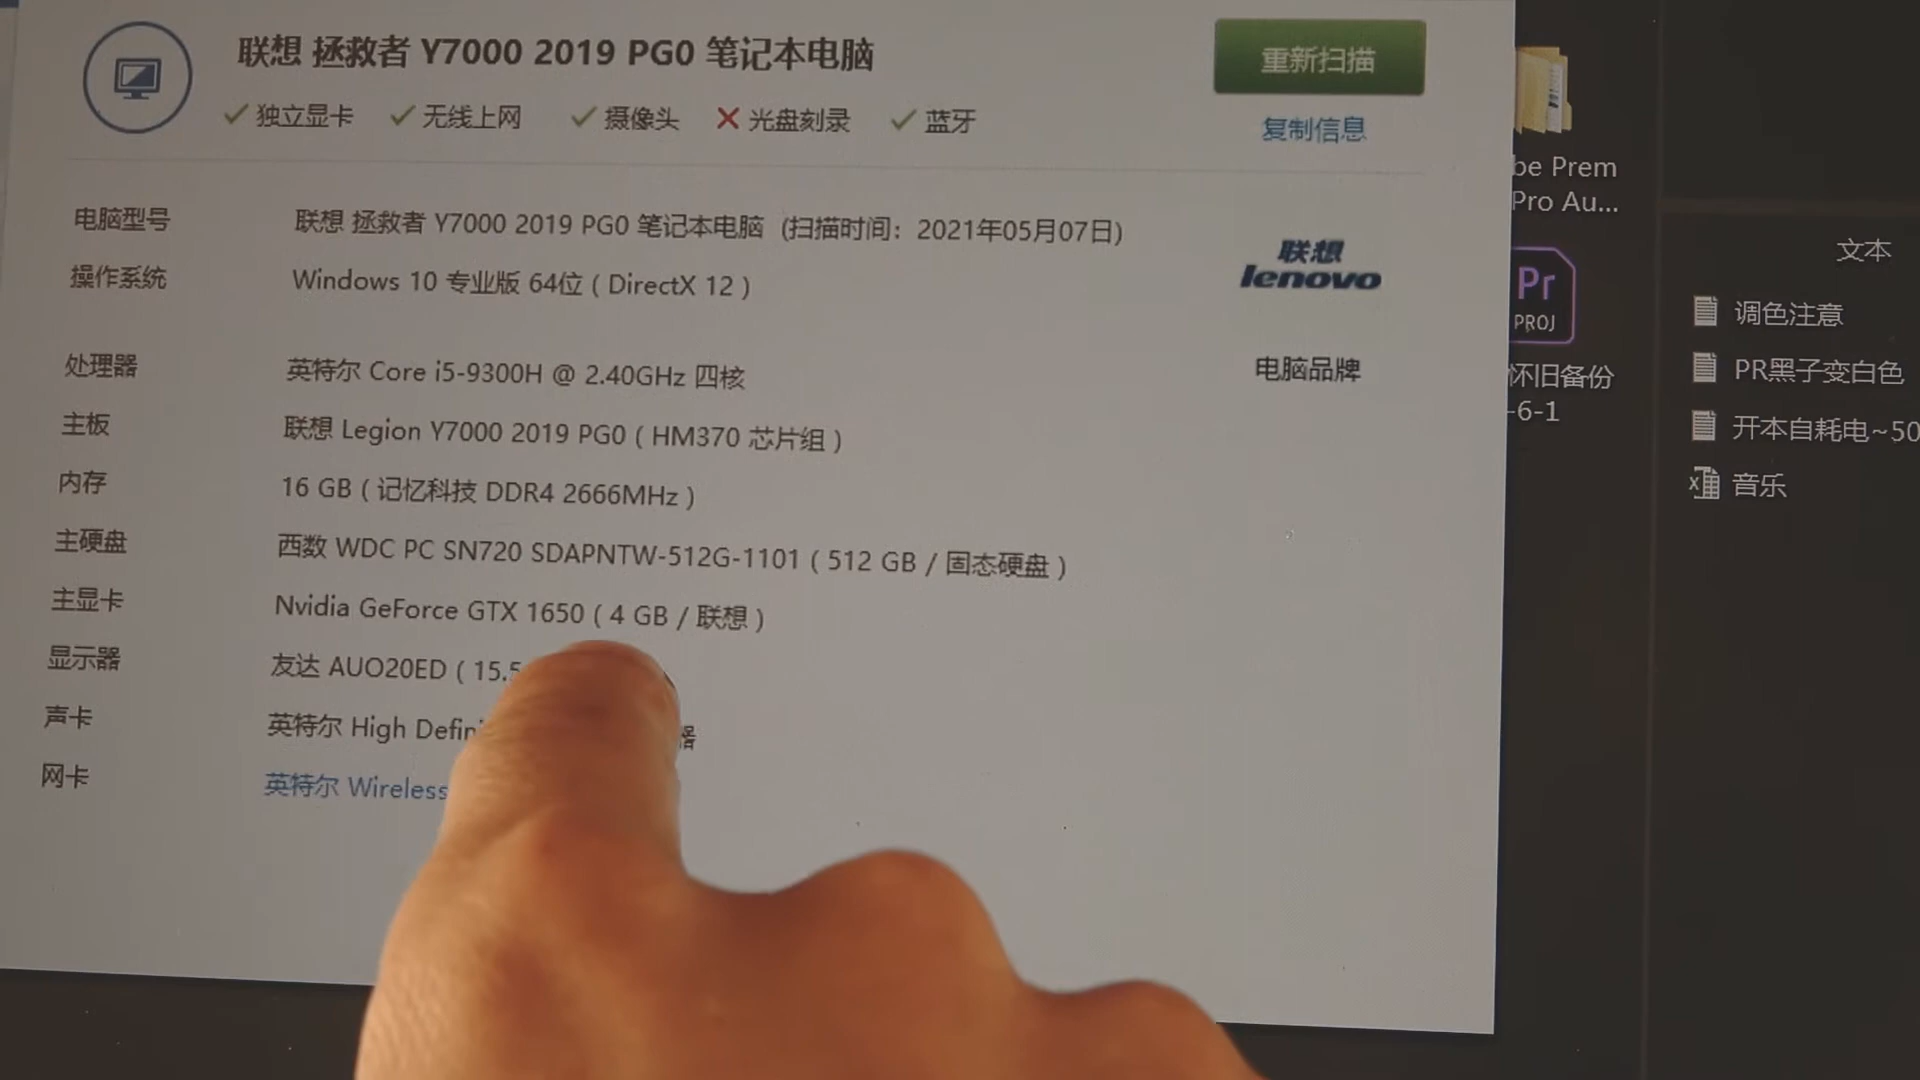 联想 拯救者 Y7000 2019 PG0 笔记本电脑
重新扫描
独立显卡 无线上网 摄像头 光盘刻录 蓝牙
复制信息
电脑型号 联想 拯救者 Y7000 2019 PG0 笔记本电脑 (扫描时间：2021年05月07日)
操作系统 Windows 10 专业版 64位 ( DirectX 12 )
联想
lenovo
处理器 英特尔 Core i5-9300H @ 2.40GHz 四核
电脑品牌
主板 联想 Legion Y7000 2019 PG0 ( HM370 芯片组 )
内存 16 GB ( 记忆科技 DDR4 2666MHz )
主硬盘 西数 WDC PC SN720 SDAPNTW-512G-1101 ( 512 GB / 固态硬盘 )
主显卡 Nvidia GeForce GTX 1650 ( 4 GB / 联想 )
显示器 友达 AUO20ED ( 15.5
声卡 英特尔 High Defini 器
网卡 英特尔 Wireless
be Prem
Pro Au...
Pr
PROJ
怀旧备份
-6-1
文本
调色注意
PR黑子变白色
开本自耗电~50
音乐